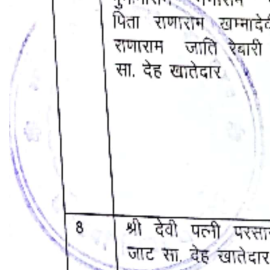 पिता राणाराम खम्मादेवी
राणाराम जाति रेबारी
सा. देह खातेदार
8 श्री देवी पत्नी परसा
जाट सा. देह खातेदार